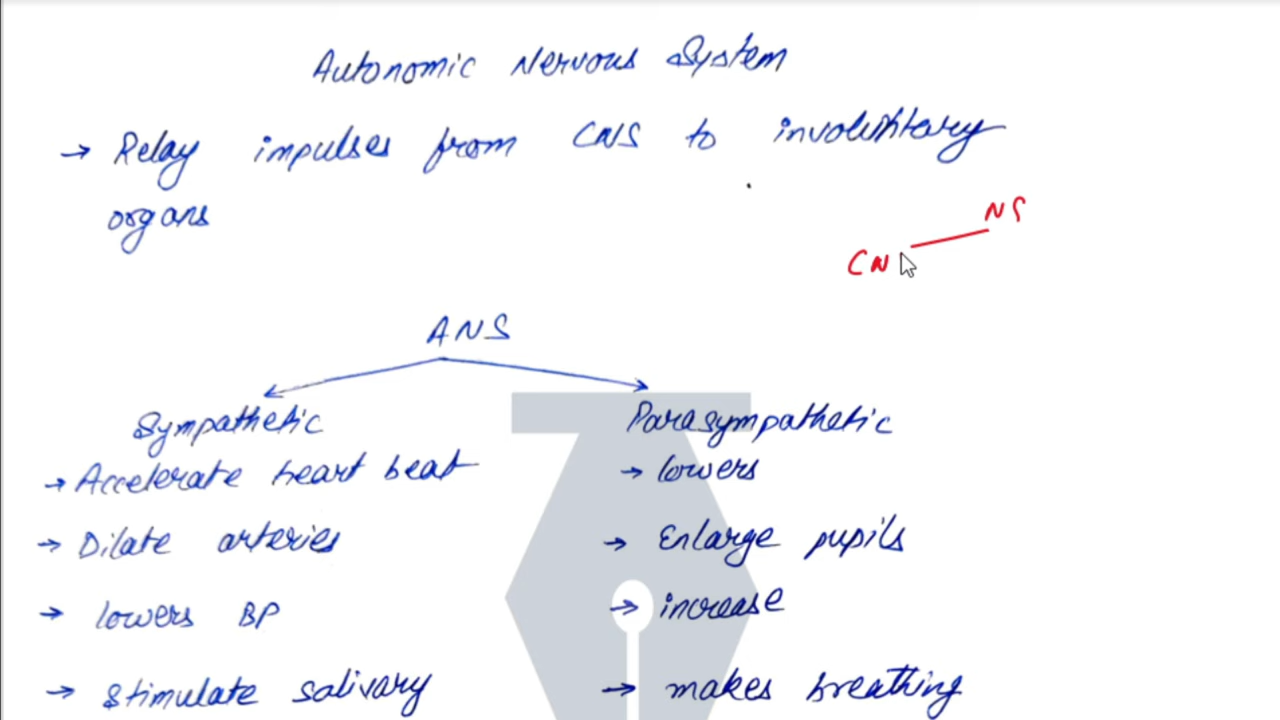 Autonomic Nervous System
→ Relay impulses from CNS to involuntary
organs
NS
CN
ANS
Sympathetic Parasympathetic
→ Accelerate heart beat → lowers
→ Dilate arteries → Enlarge pupils
→ lowers BP → increase
→ Stimulate salivary → makes breathing